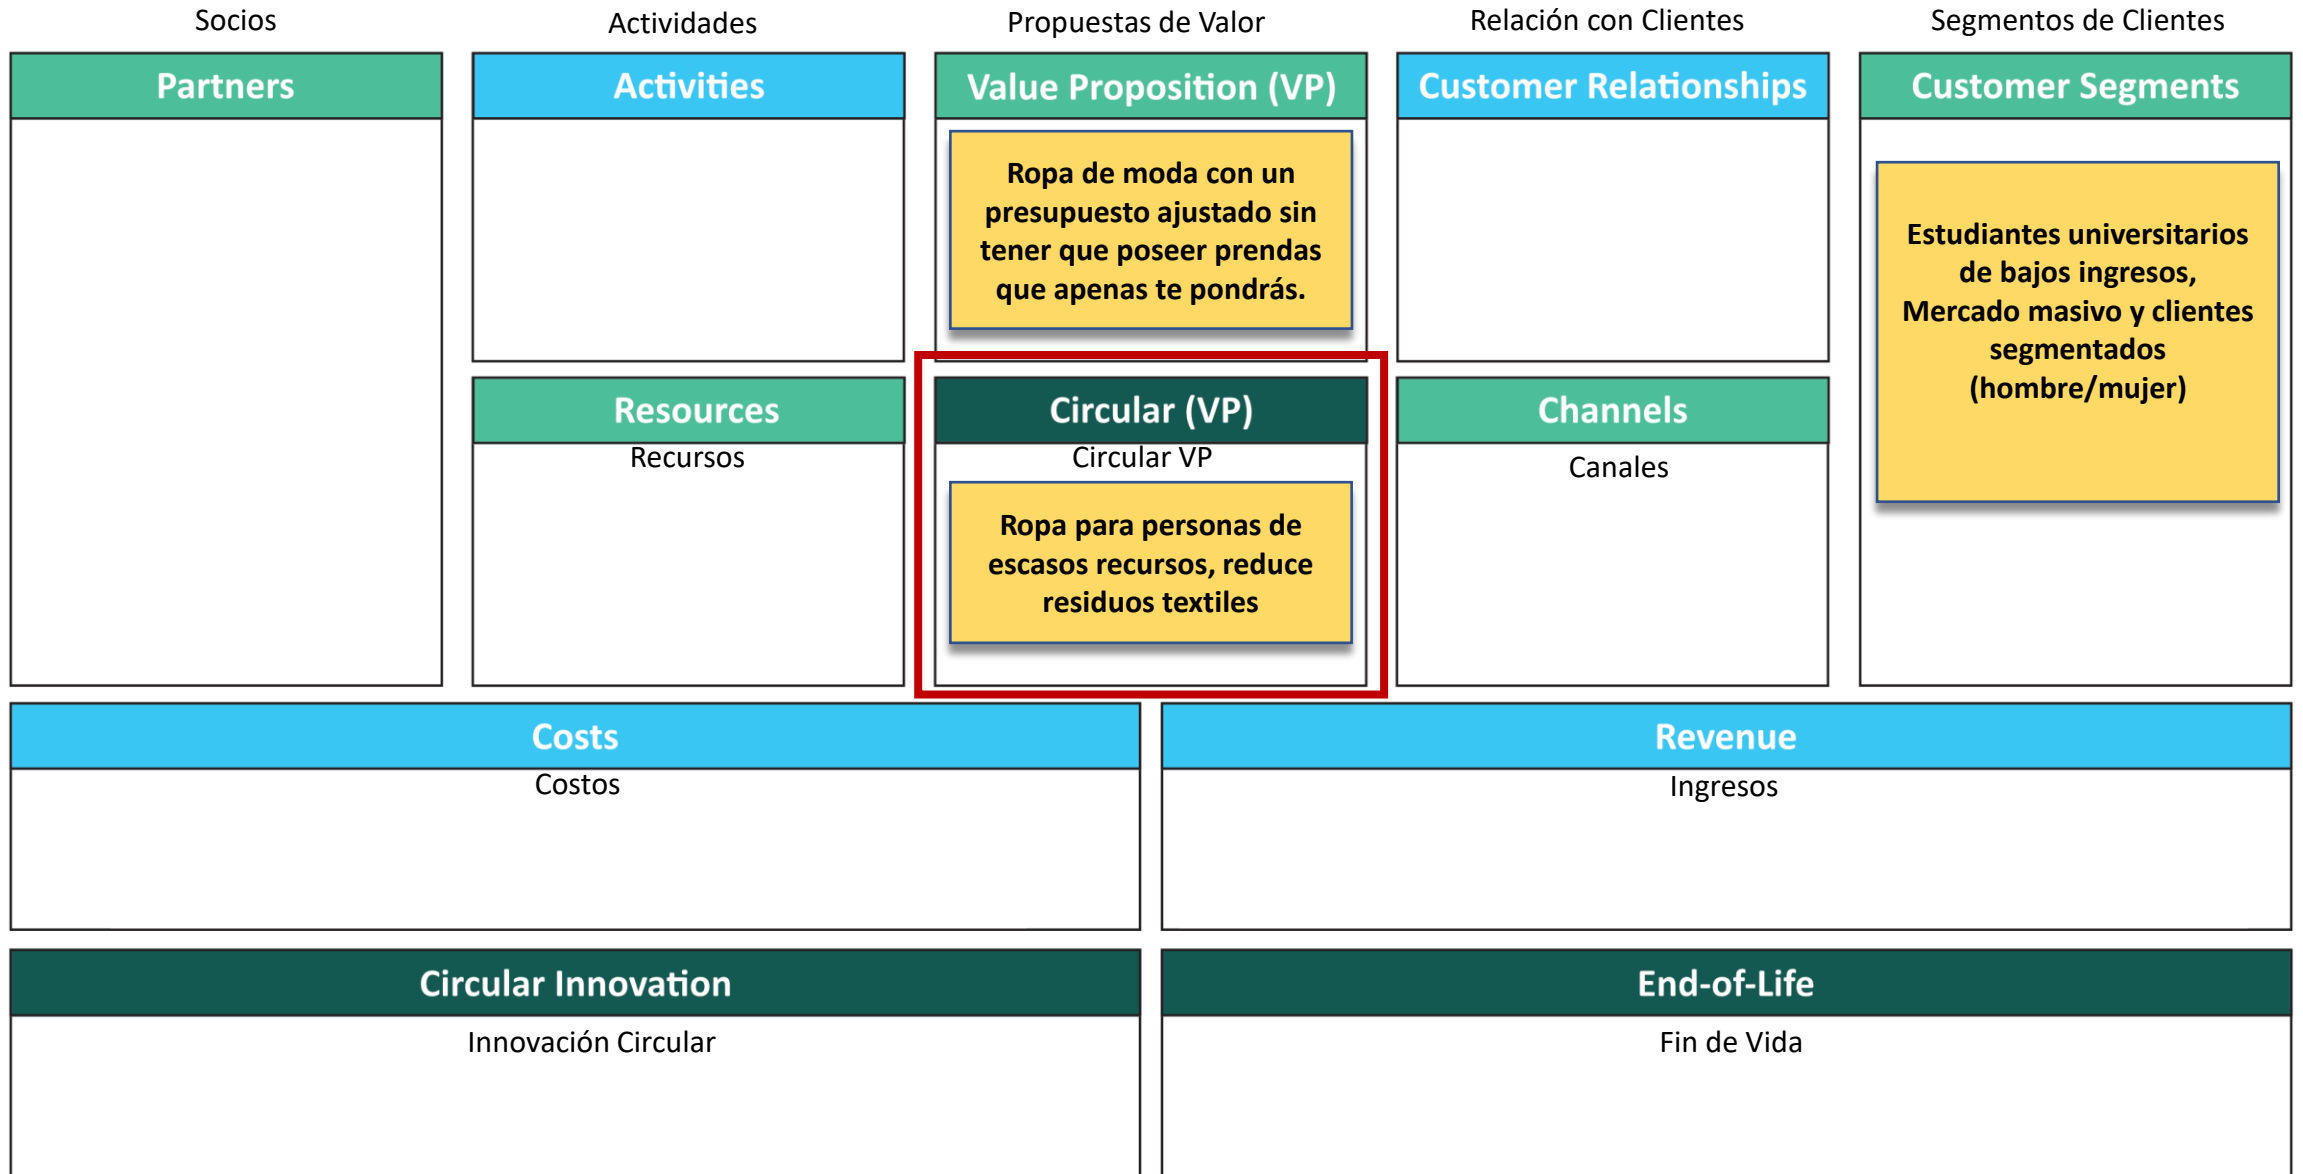 Socios
Actividades
Propuestas de Valor
Relación con Clientes
Segmentos de Clientes
Partners
Activities
Value Proposition (VP)
Customer Relationships
Customer Segments
Ropa de moda con un
presupuesto ajustado sin
tener que poseer prendas
que apenas te pondrás.
Estudiantes universitarios
de bajos ingresos,
Mercado masivo y clientes
segmentados
(hombre/mujer)
Resources
Recursos
Circular (VP)
Circular VP
Ropa para personas de
escasos recursos, reduce
residuos textiles
Channels
Canales
Costs
Costos
Revenue
Ingresos
Circular Innovation
Innovación Circular
End-of-Life
Fin de Vida